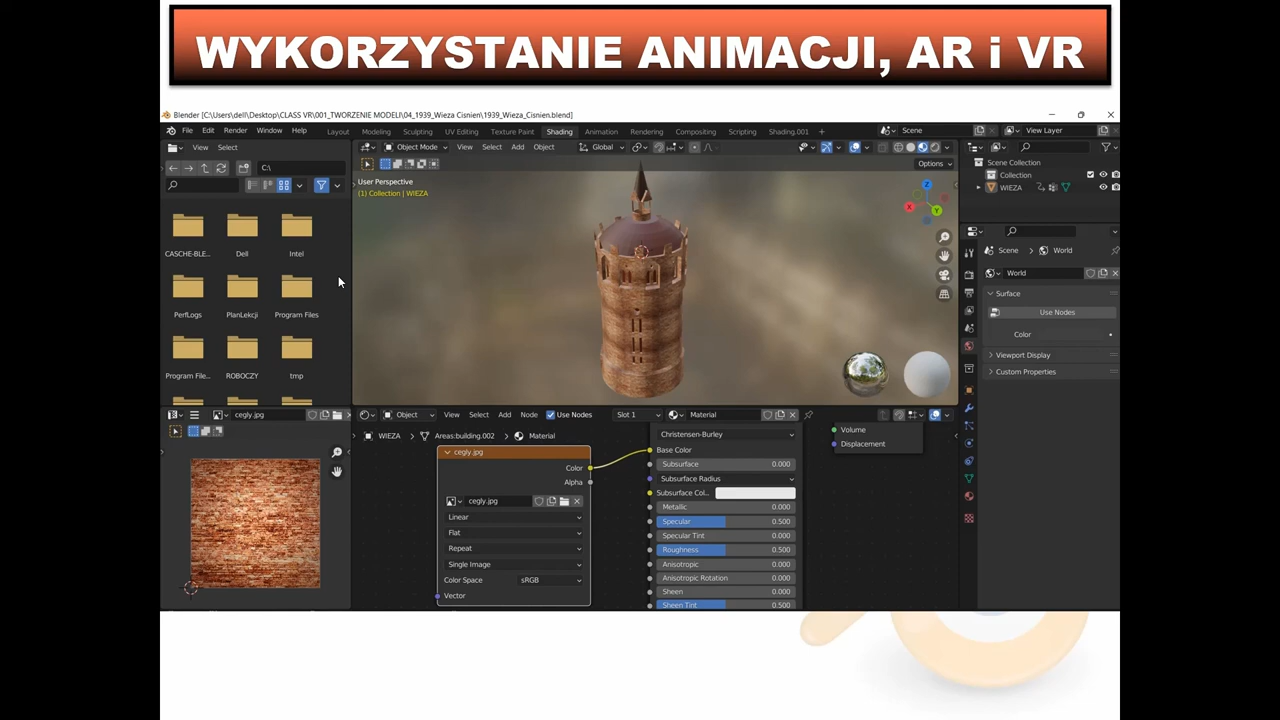 WYKORZYSTANIE ANIMACJI, AR i VR
Blender [C:\Users\dell\Desktop\CLASS VR\001_TWORZENIE MODELI\04_1939_Wieza Cisnien\1939_Wieza_Cisnien.blend]
File Edit Render Window Help Layout Modeling Sculpting UV Editing Texture Paint Shading Animation Rendering Compositing Scripting Shading.001 + Scene View Layer
View Select Object Mode View Select Add Object Global
C:\
Options
User Perspective
(1) Collection | WIEZA
CASCHE-BLE... Dell Intel
PerfLogs PlanLekcji Program Files
Program File... ROBOCZY tmp
Scene Collection
Collection
WIEZA
Scene World
World
Surface
Use Nodes
Color
Viewport Display
Custom Properties
View cegly.jpg
Object View Select Add Node Use Nodes Slot 1 Material
WIEZA Areas:building.002 Material
cegly.jpg
Color
Alpha
cegly.jpg
Linear
Flat
Repeat
Single Image
Color Space sRGB
Vector
Christensen-Burley
Base Color
Subsurface 0.000
Subsurface Radius
Subsurface Col...
Metallic 0.000
Specular 0.500
Specular Tint 0.000
Roughness 0.500
Anisotropic 0.000
Anisotropic Rotation 0.000
Sheen 0.000
Sheen Tint 0.500
Volume
Displacement